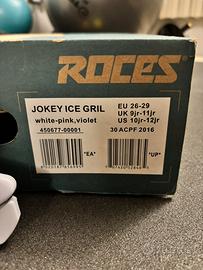 ROCES
JOKEY ICE GRIL
white-pink,violet
450677-00001
EU 26-29
UK 9jr-11jr
US 10jr-12jr
30 ACPF 2016
"EA"
"UP"